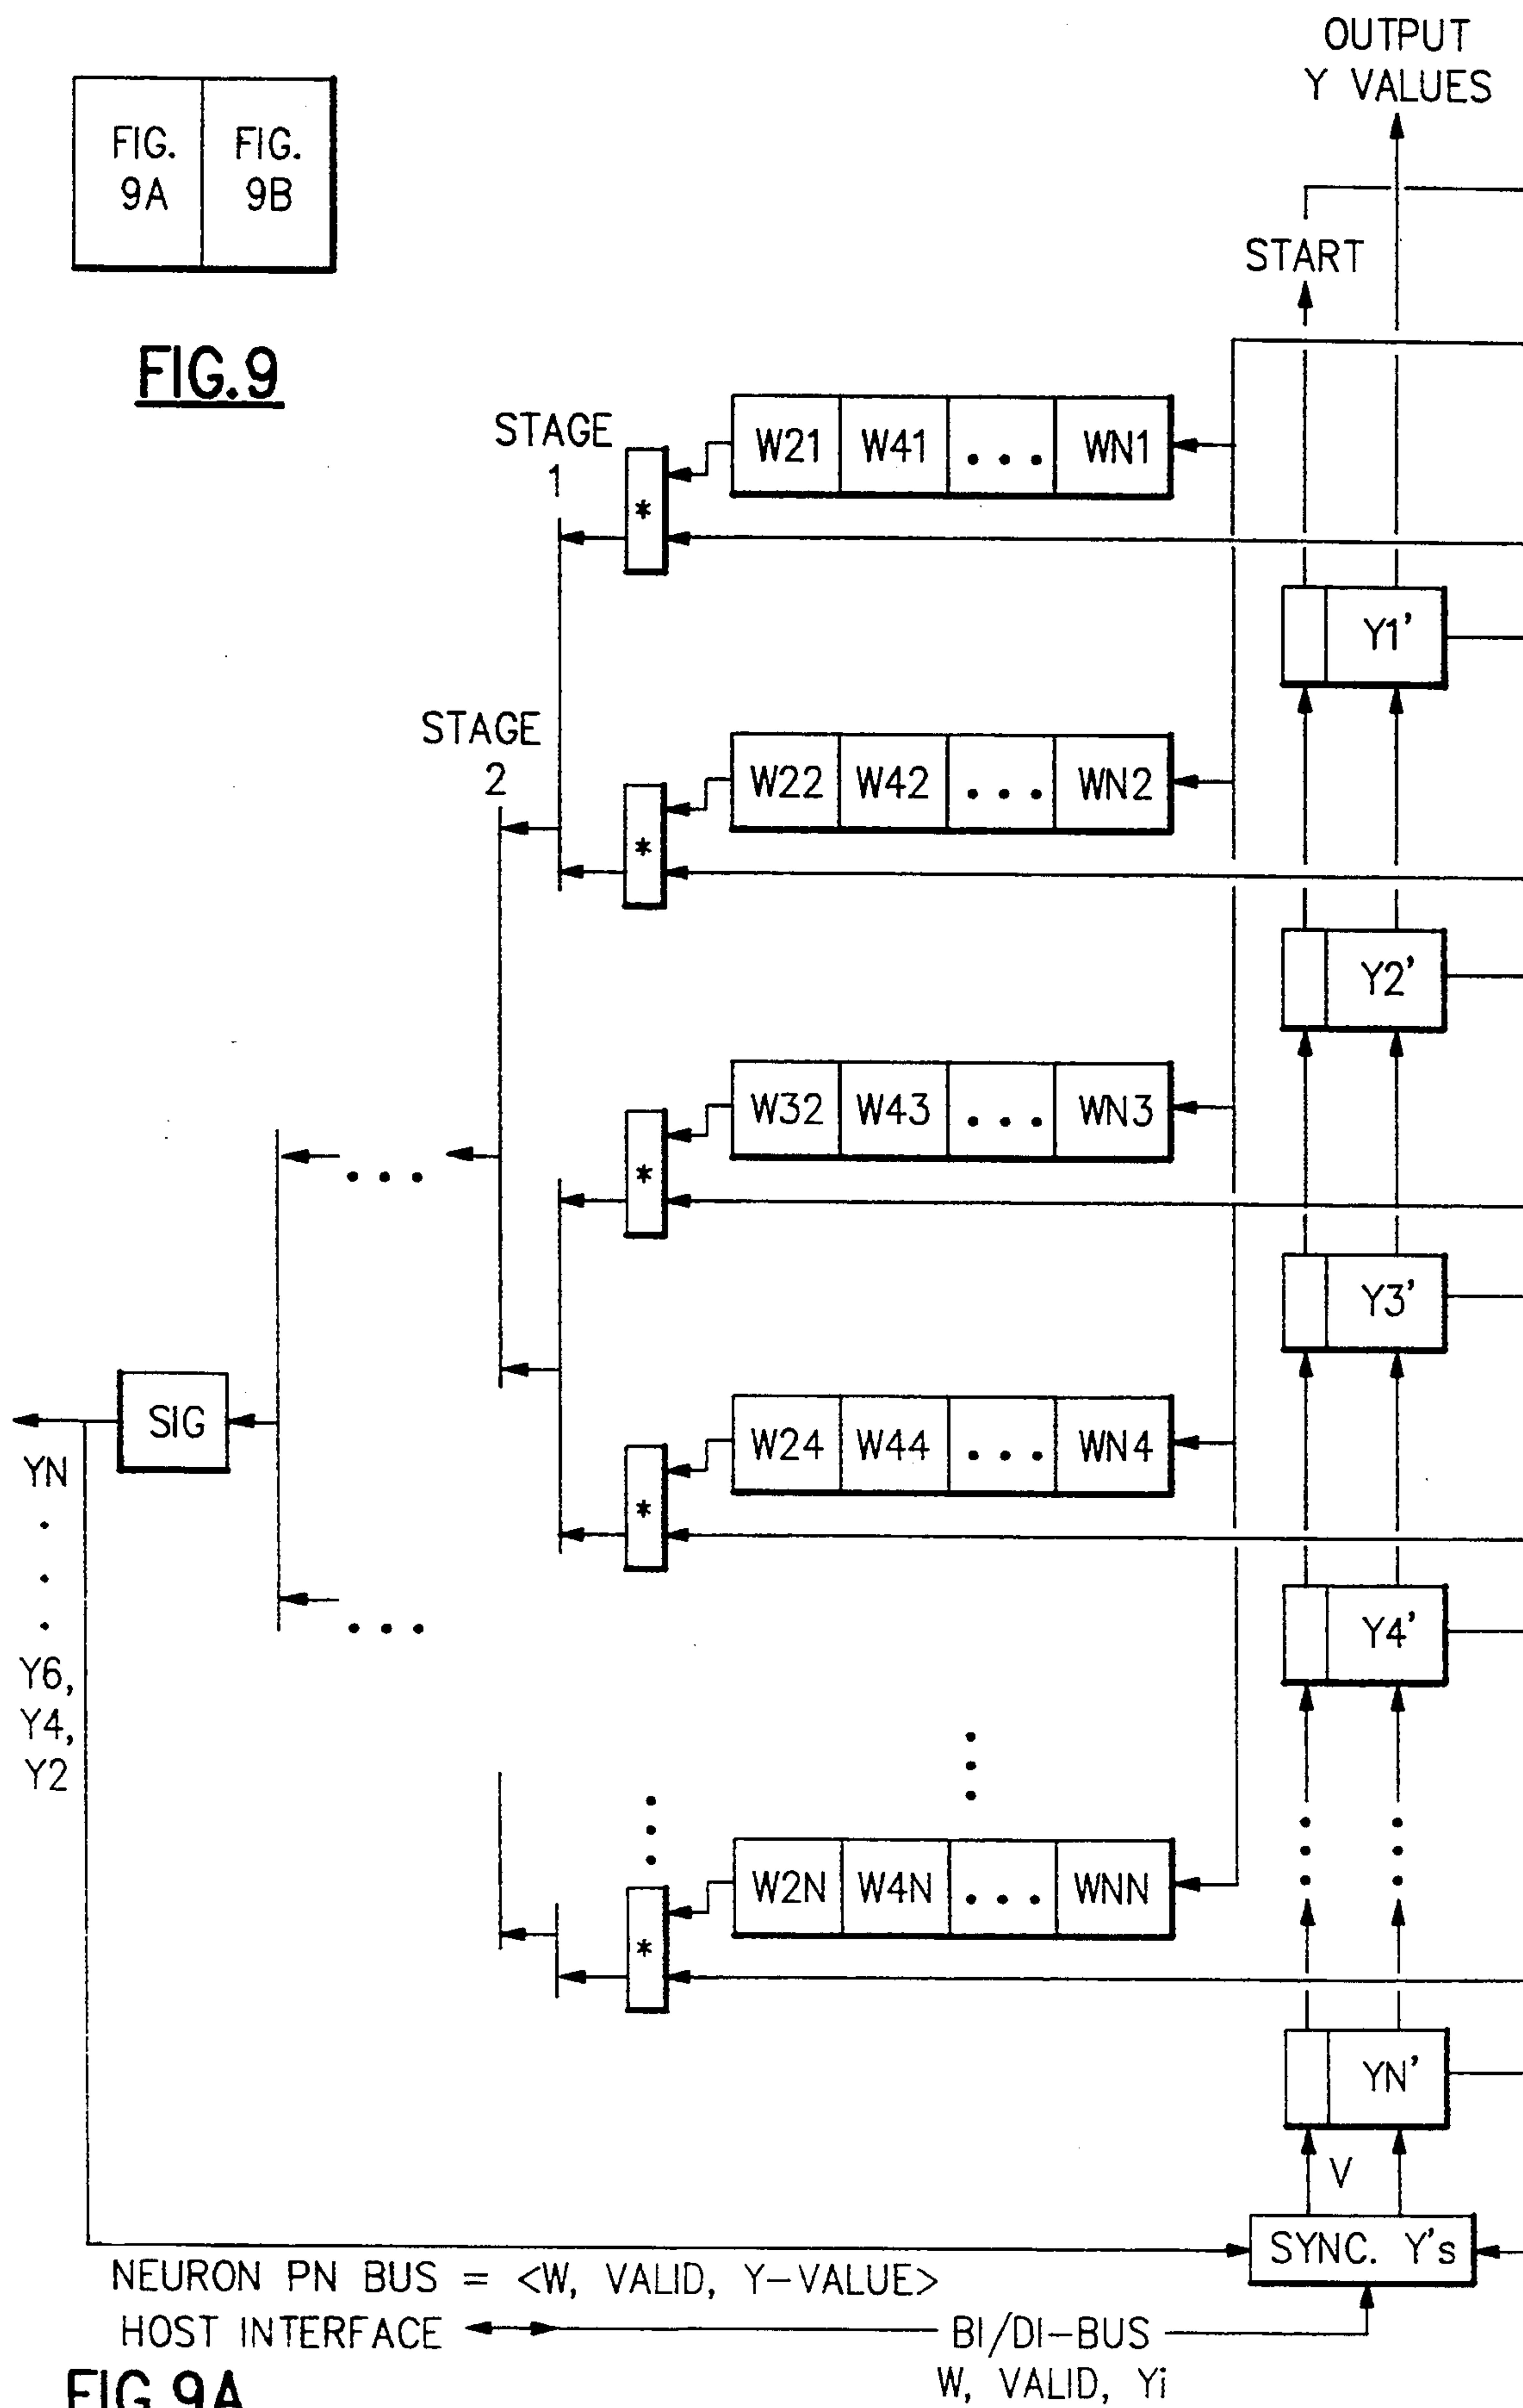 OUTPUT
Y VALUES
FIG.
9A
FIG.
9B
FIG.9
START
STAGE
1
W21 W41 ... WN1
*
Y1'
STAGE
2
W22 W42 ... WN2
*
Y2'
W32 W43 ... WN3
*
...
Y3'
SIG
W24 W44 ... WN4
*
YN
.
.
.
Y6,
Y4,
Y2
...
Y4'
W2N W4N ... WNN
*
YN'
V
SYNC. Y's
NEURON PN BUS = <W, VALID, Y-VALUE>
HOST INTERFACE
BI/DI-BUS
W, VALID, Yi
FIG.9A